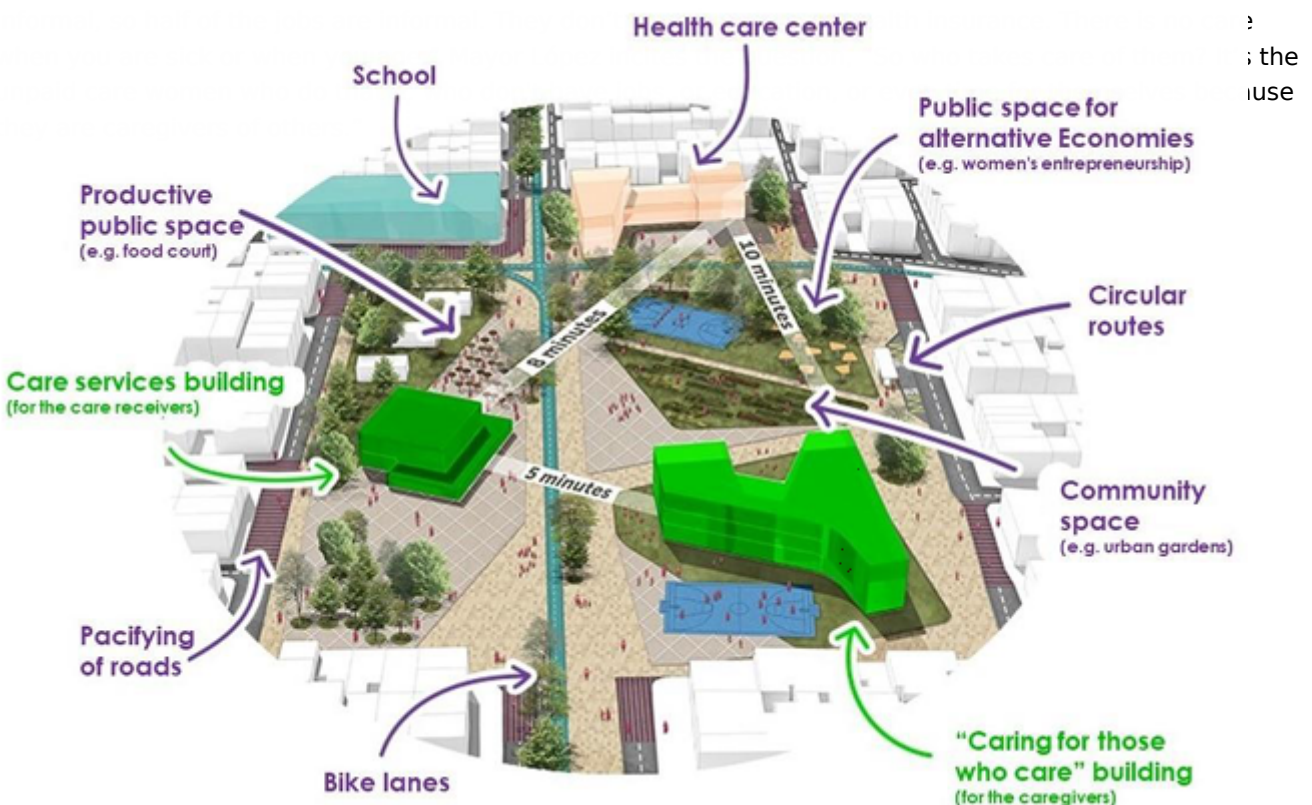 Health care center
e
s the
ause
School
Public space for
alternative Economies
(e.g. women's entrepreneurship)
Productive
public space
(e.g. food court)
10 minutes
Circular
routes
8 minutes
Care services building
(for the care receivers)
5 minutes
Community
space
(e.g. urban gardens)
Pacifying
of roads
Bike lanes
“Caring for those
who care” building
(for the caregivers)